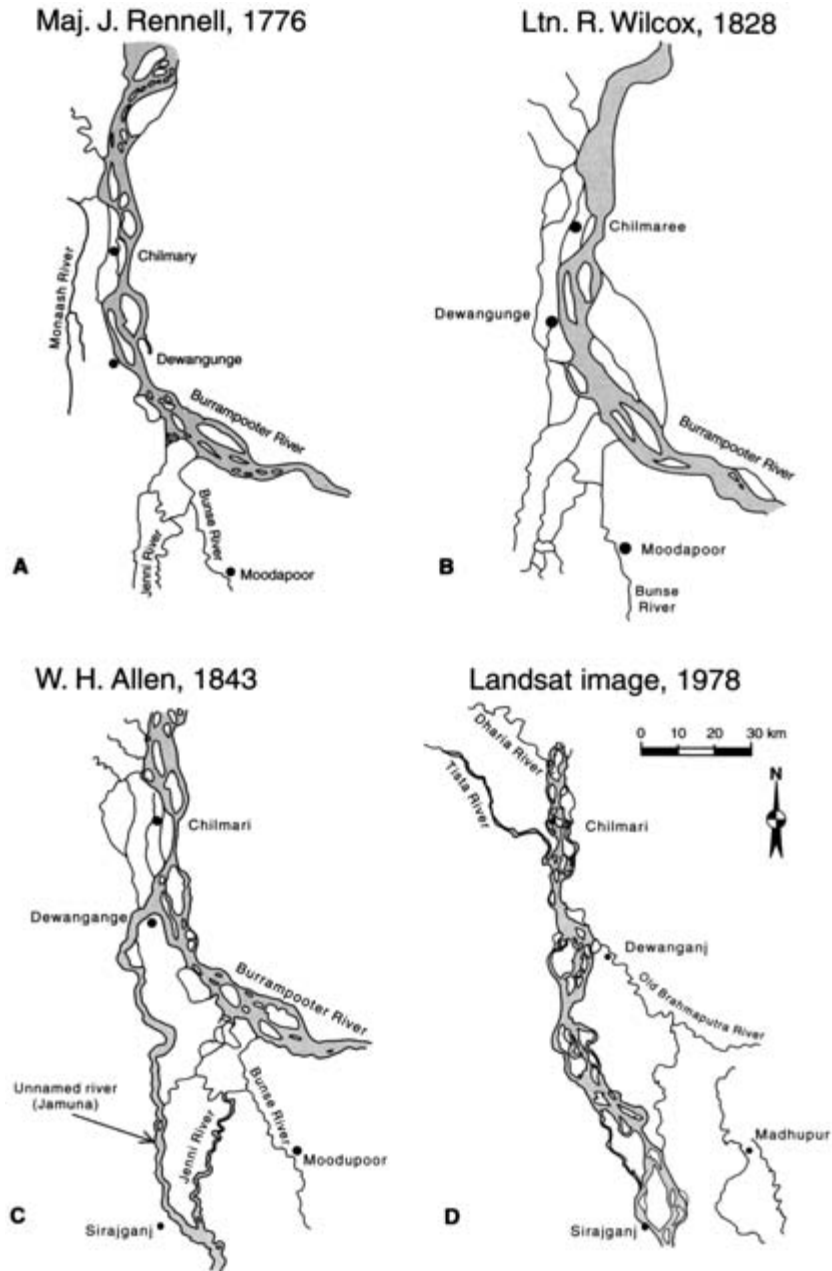 Maj. J. Rennell, 1776
Monaash River
Chilmary
Dewangunge
Burrampooter River
Jenni River
Bunse River
Moodapoor
A
Ltn. R. Wilcox, 1828
Chilmaree
Dewangunge
Burrampooter River
Moodapoor
Bunse
River
B
W. H. Allen, 1843
Chilmari
Dewangange
Burrampooter River
Unnamed river
(Jamuna)
Jenni River
Bunse River
Moodupoor
Sirajganj
C
Landsat image, 1978
0 10 20 30 km
N
Dharia River
Tista River
Chilmari
Dewanganj
Old Brahmaputra River
Madhupur
Sirajganj
D